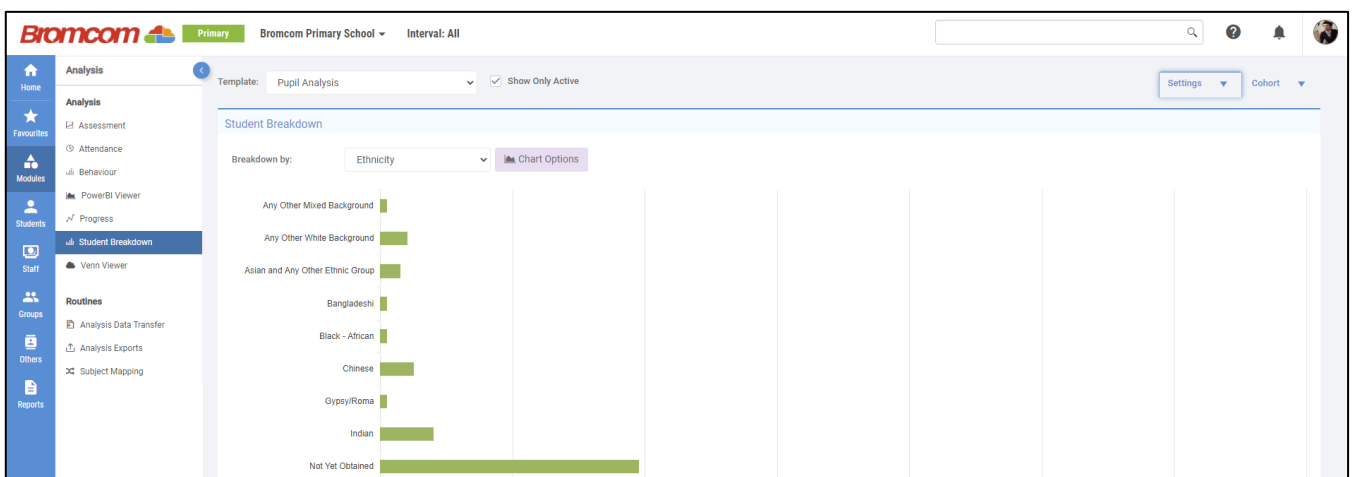 Bromcom Primary Bromcom Primary School Interval: All
Home
Favourites
Modules
Students
Staff
Groups
Others
Reports
Analysis
Analysis
Assessment
Attendance
Behaviour
PowerBI Viewer
Progress
Student Breakdown
Venn Viewer
Routines
Analysis Data Transfer
Analysis Exports
Subject Mapping
Template: Pupil Analysis Show Only Active Settings Cohort
Student Breakdown
Breakdown by: Ethnicity Chart Options
Any Other Mixed Background
Any Other White Background
Asian and Any Other Ethnic Group
Bangladeshi
Black - African
Chinese
Gypsy/Roma
Indian
Not Yet Obtained